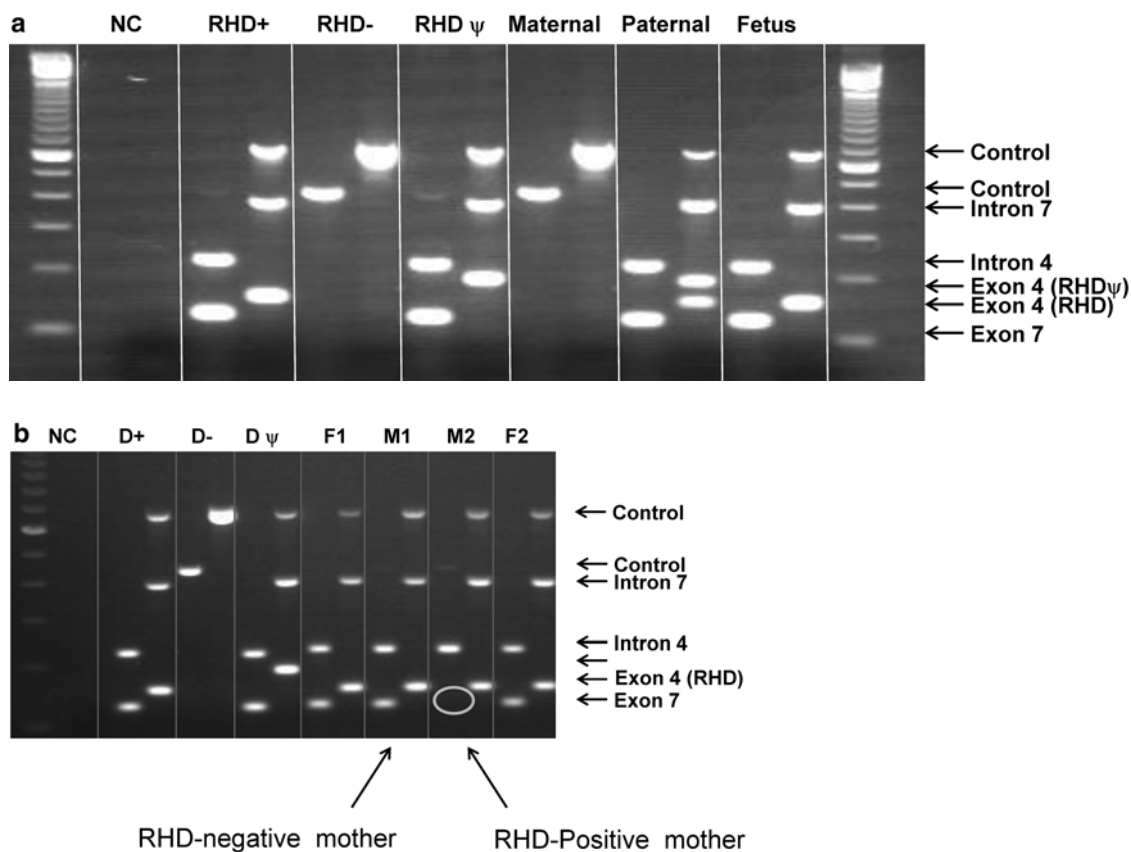 a
NC RHD+ RHD- RHD ψ Maternal Paternal Fetus
Control
Control
Intron 7
Intron 4
Exon 4 (RHDψ)
Exon 4 (RHD)
Exon 7
b
NC D+ D- D ψ F1 M1 M2 F2
Control
Control
Intron 7
Intron 4
Exon 4 (RHD)
Exon 7
RHD-negative mother
RHD-Positive mother